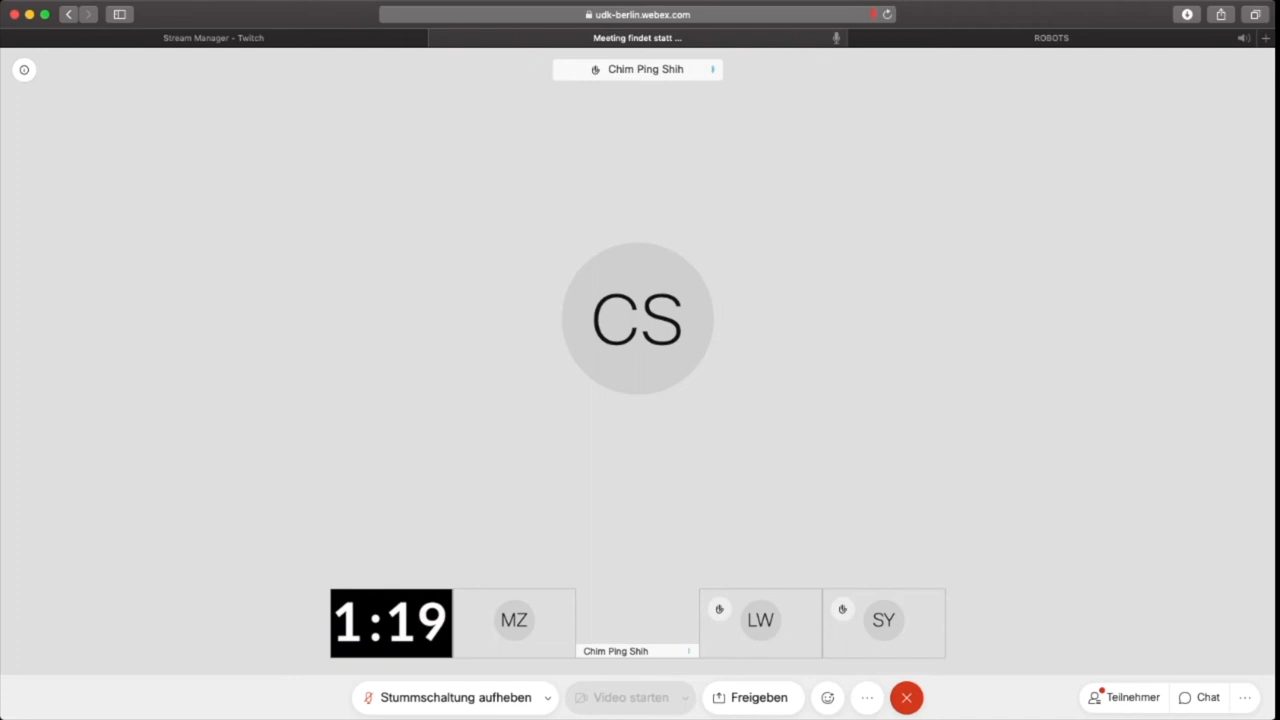 udk-berlin.webex.com
Stream Manager - Twitch
Meeting findet statt ...
ROBOTS
Chim Ping Shih
CS
1:19
MZ
Chim Ping Shih
LW
SY
Stummschaltung aufheben
Video starten
Freigeben
Teilnehmer
Chat